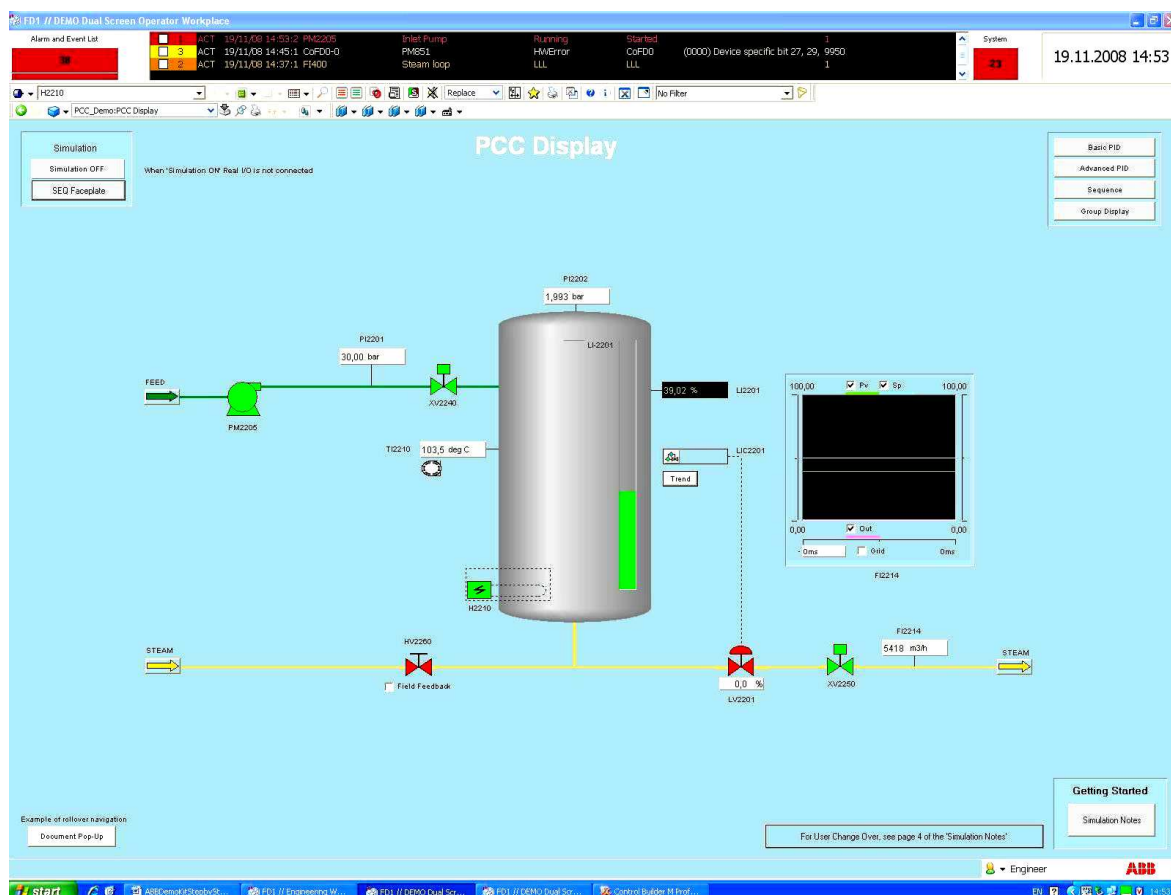 FD1 // DEMO Dual Screen Operator Workplace
Alarm and Event List
1 ACT 19/11/08 14:53:2 PM2205 Inlet Pump Running Started 1
3 ACT 19/11/08 14:45:1 CoFD0-0 PM851 HWError CoFD0 (0000) Device specific bit 27, 29, 9950
2 ACT 19/11/08 14:37:1 FI400 Steam loop LLL LLL 1
System
19.11.2008 14:53
H2210
Replace
No Filter
PCC_Demo:PCC Display
Simulation
Simulation OFF
SEQ Faceplate
When 'Simulation ON' Real I/O is not connected
PCC Display
Basic PID
Advanced PID
Sequence
Group Display
PI2202
1,993 bar
PI2201
30,00 bar
LI-2201
FEED
PM2205
XV2240
39,02 %
LI2201
TI2210
103,5 deg C
LIC2201
Trend
100,00
Pv
Sp
100,00
0,00
Out
0,00
- 0ms
Grid
0ms
FI2214
H2210
STEAM
HV2260
Field Feedback
0,0 %
LV2201
XV2250
FI2214
5418 m3/h
STEAM
Example of rollover navigation
Document Pop-Up
For User Change Over, see page 4 of the 'Simulation Notes'
Getting Started
Simulation Notes
Engineer
ABB
start
ABBDemoKitStepbySt...
FD1 // Engineering W...
FD1 // DEMO Dual Scr...
FD1 // DEMO Dual Scr...
Control Builder M Prof...
EN
14:53